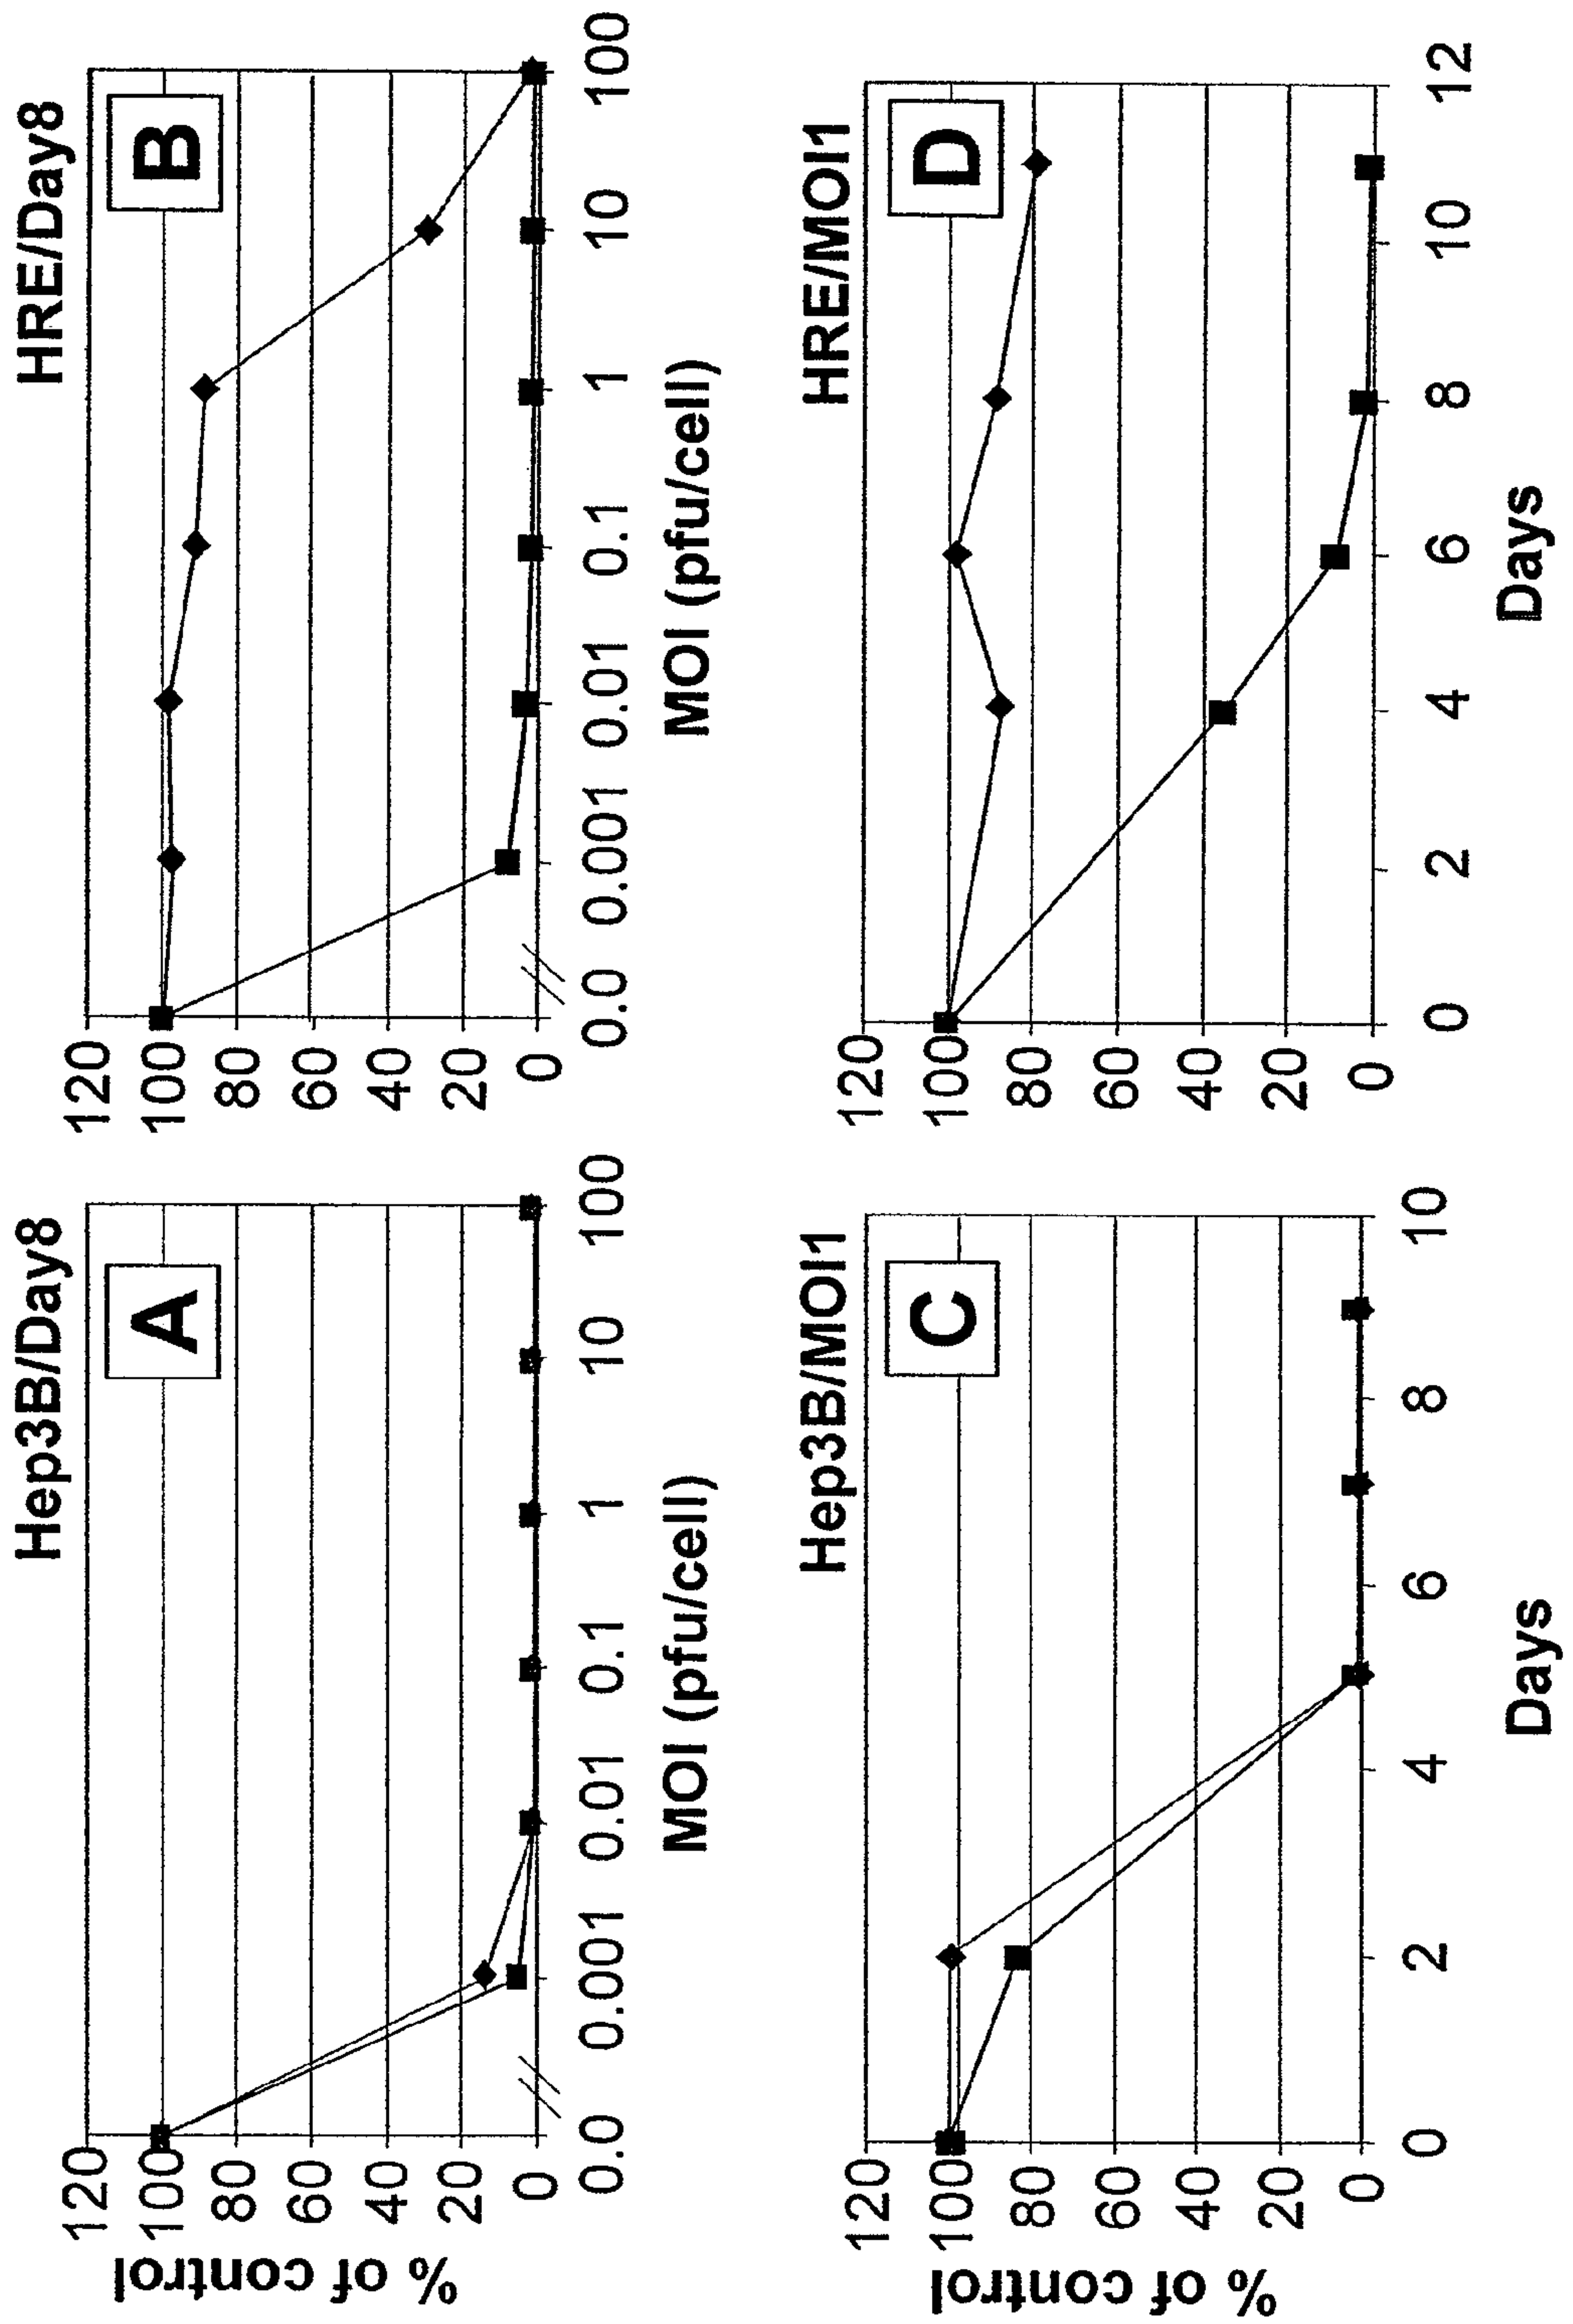 Hep3B/Day8
A
% of control
120
100
80
60
40
20
0
0.0 0.001 0.01 0.1 1 10 100
MOI (pfu/cell)
HRE/Day8
B
120
100
80
60
40
20
0
0.0 0.001 0.01 0.1 1 10 100
MOI (pfu/cell)
Hep3B/MOI1
C
% of control
120
100
80
60
40
20
0
0 2 4 6 8 10
Days
HRE/MOI1
D
120
100
80
60
40
20
0
0 2 4 6 8 10 12
Days